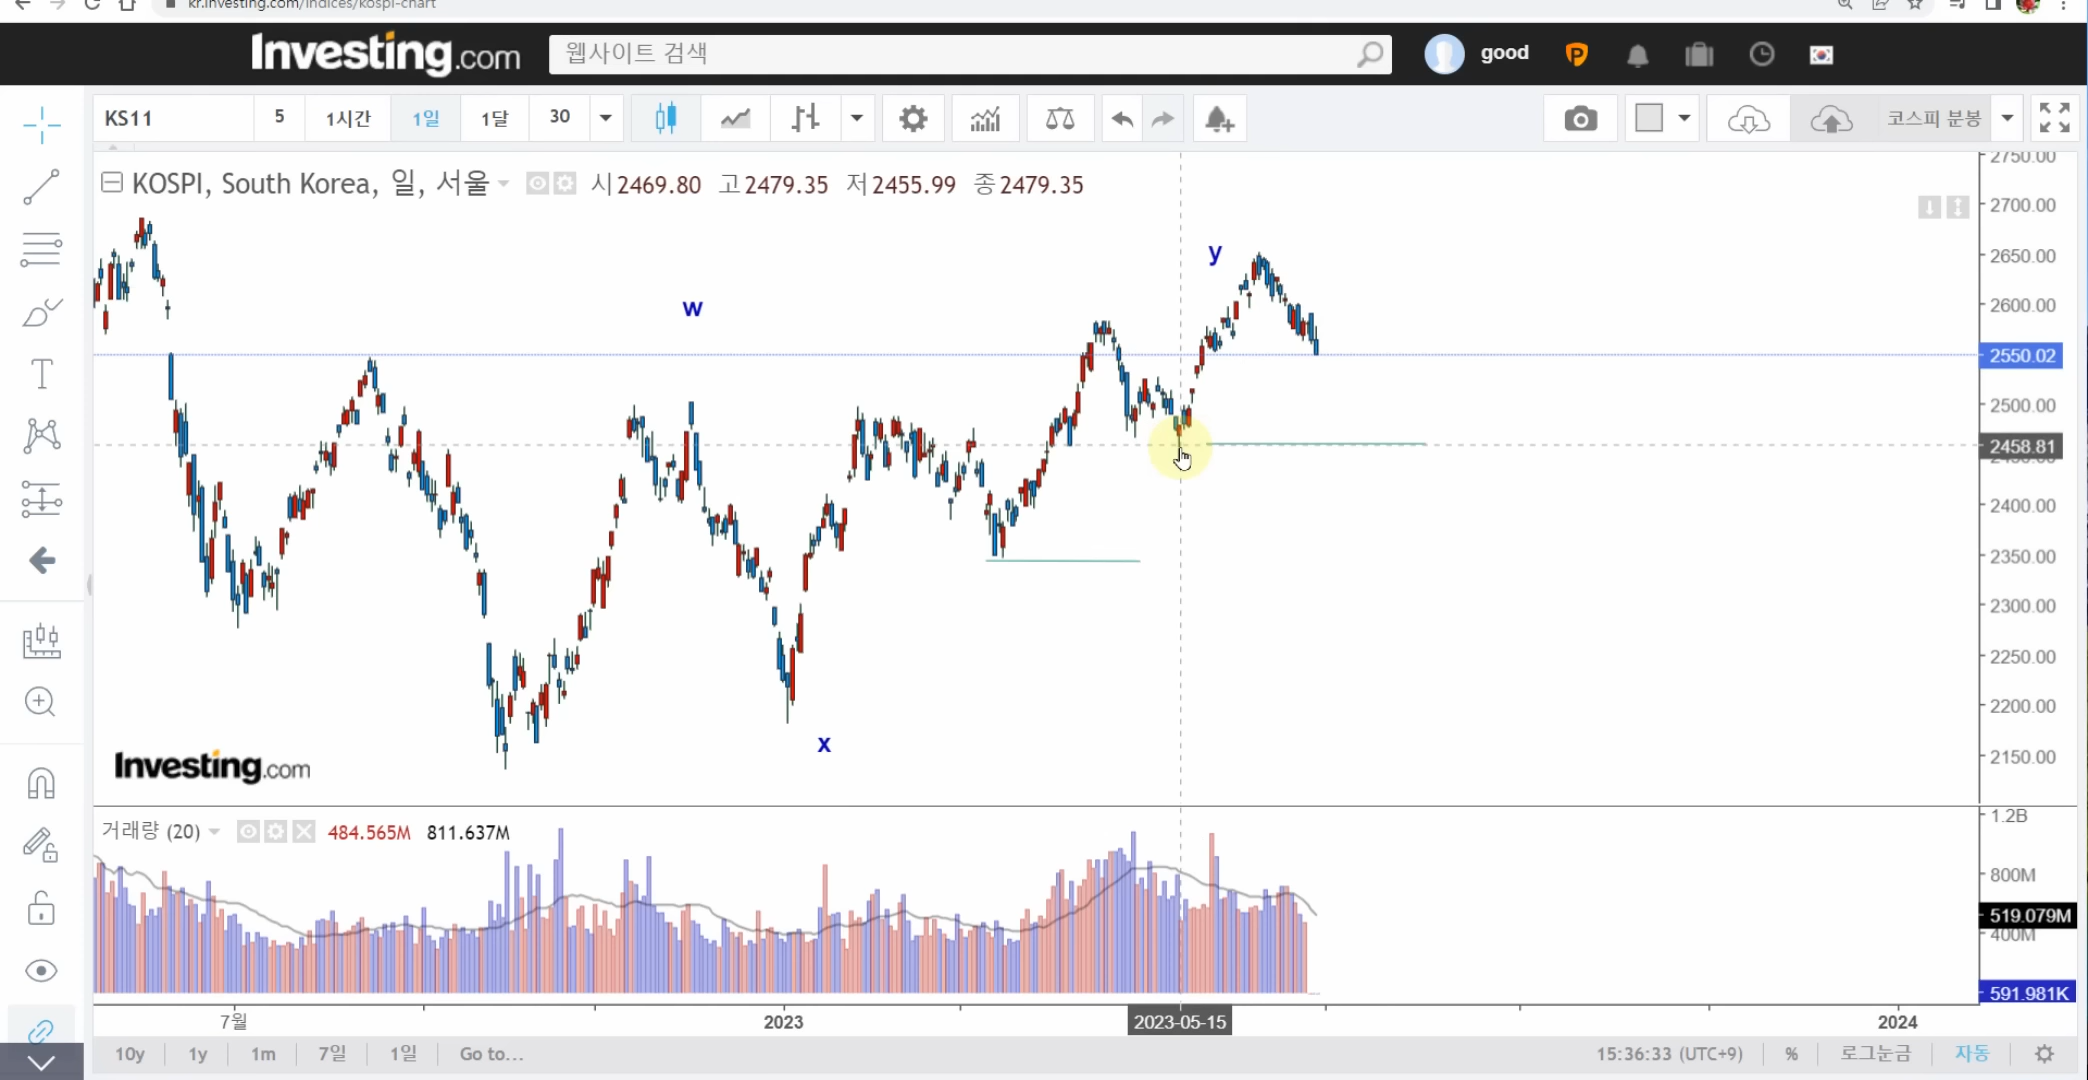 kr.investing.com/indices/kospi-chart
Investing.com
웹사이트 검색
good
KS11
5
1시간
1일
1달
30
코스피 분봉
KOSPI, South Korea, 일, 서울
시2469.80 고2479.35 저2455.99 종2479.35
2750.00
2700.00
2650.00
2600.00
2550.02
2500.00
2458.81
2400.00
2350.00
2300.00
2250.00
2200.00
2150.00
w
y
x
Investing.com
거래량 (20)
484.565M 811.637M
1.2B
800M
519.079M
400M
591.981K
7월
2023
2023-05-15
2024
10y
1y
1m
7일
1일
Go to...
15:36:33 (UTC+9)
%
로그눈금
자동